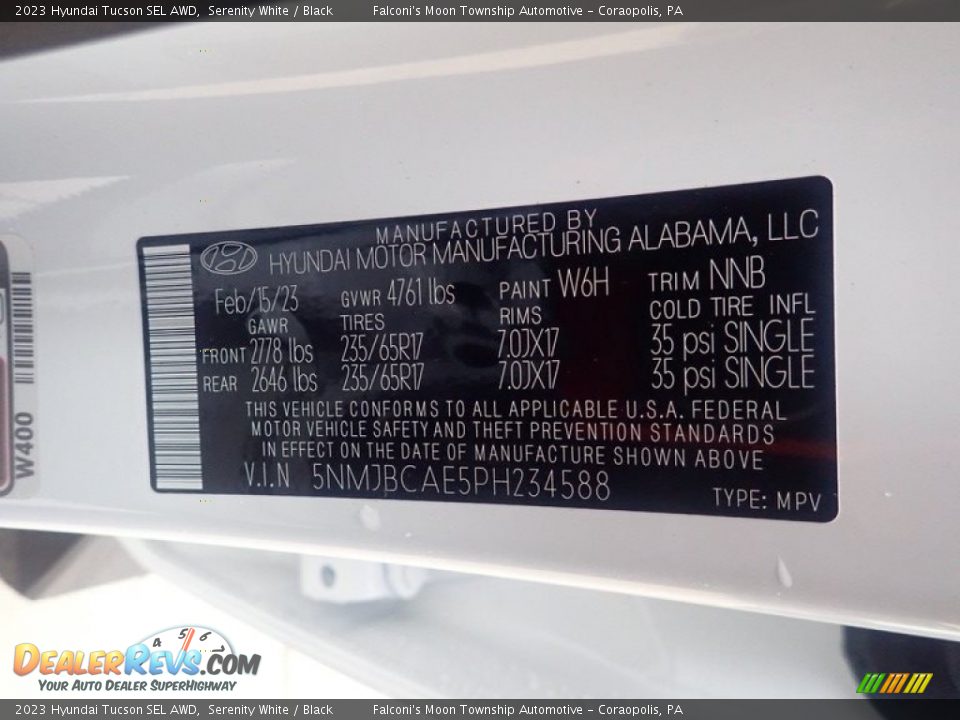 2023 Hyundai Tucson SEL AWD, Serenity White / Black Falconi's Moon Township Automotive - Coraopolis, PA
MANUFACTURED BY
HYUNDAI MOTOR MANUFACTURING ALABAMA, LLC
Feb/15/23 GVWR 4761 lbs PAINT W6H TRIM NNB
GAWR TIRES RIMS COLD TIRE INFL
FRONT 2778 lbs 235/65R17 7.0JX17 35 psi SINGLE
REAR 2646 lbs 235/65R17 7.0JX17 35 psi SINGLE
THIS VEHICLE CONFORMS TO ALL APPLICABLE U.S.A. FEDERAL
MOTOR VEHICLE SAFETY AND THEFT PREVENTION STANDARDS
IN EFFECT ON THE DATE OF MANUFACTURE SHOWN ABOVE
V.I.N 5NMJBCAE5PH234588
TYPE: MPV
W400
4 5 6
DEALERREVS.COM
YOUR AUTO DEALER SUPERHIGHWAY
2023 Hyundai Tucson SEL AWD, Serenity White / Black Falconi's Moon Township Automotive - Coraopolis, PA